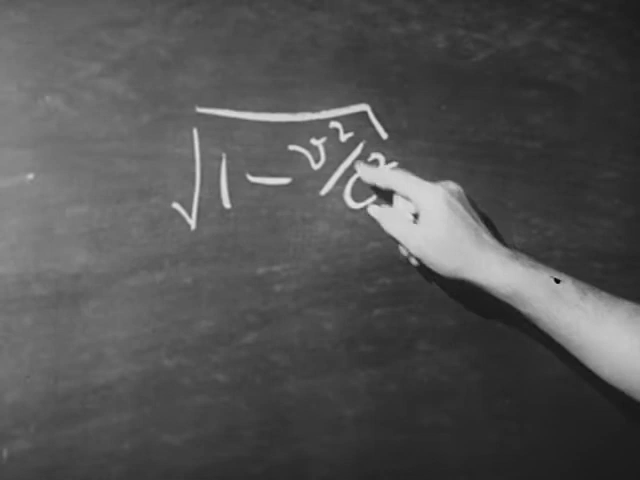 √1 - v²/c²